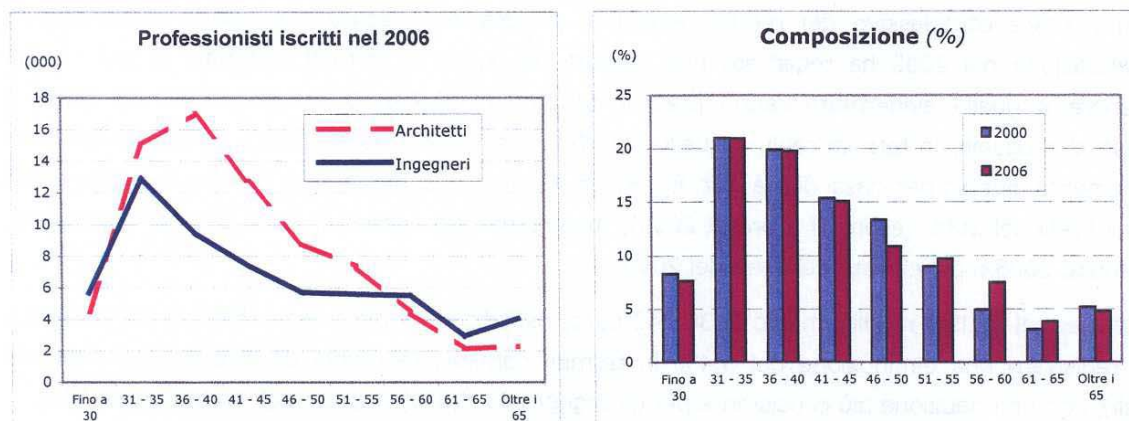 Professionisti iscritti nel 2006
(000)
18
16
14
12
10
8
6
4
2
0
Architetti
Ingegneri
Fino a 30
31 - 35
36 - 40
41 - 45
46 - 50
51 - 55
56 - 60
61 - 65
Oltre i 65
Composizione (%)
(%)
25
20
15
10
5
0
2000
2006
Fino a 30
31 - 35
36 - 40
41 - 45
46 - 50
51 - 55
56 - 60
61 - 65
Oltre i 65